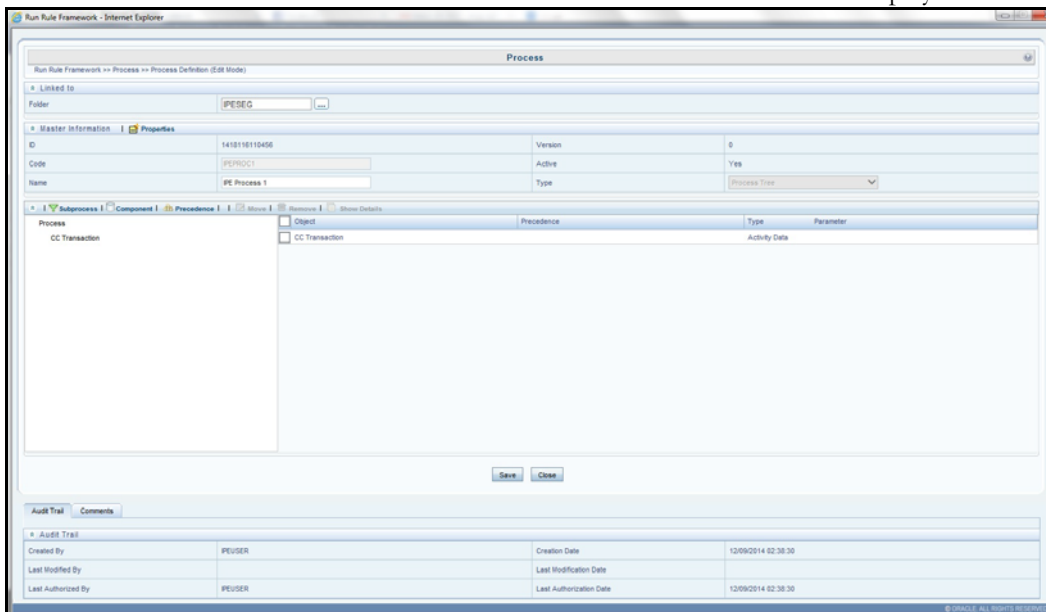 Run Rule Framework - Internet Explorer
Process
Run Rule Framework >> Process >> Process Definition (Edit Mode)
Linked to
Folder IPESEG ...
Master Information | Properties
ID 1418116110456 Version 0
Code IPEPROC1 Active Yes
Name IPE Process 1 Type Process Tree
Subprocess | Component | Precedence | | Move | Remove | Show Details
Process Object Precedence Type Parameter
CC Transaction CC Transaction Activity Data
Save Close
Audit Trail Comments
Audit Trail
Created By IPEUSER Creation Date 12/09/2014 02:38:30
Last Modified By Last Modification Date
Last Authorized By IPEUSER Last Authorization Date 12/09/2014 02:38:30
© ORACLE ALL RIGHTS RESERVED